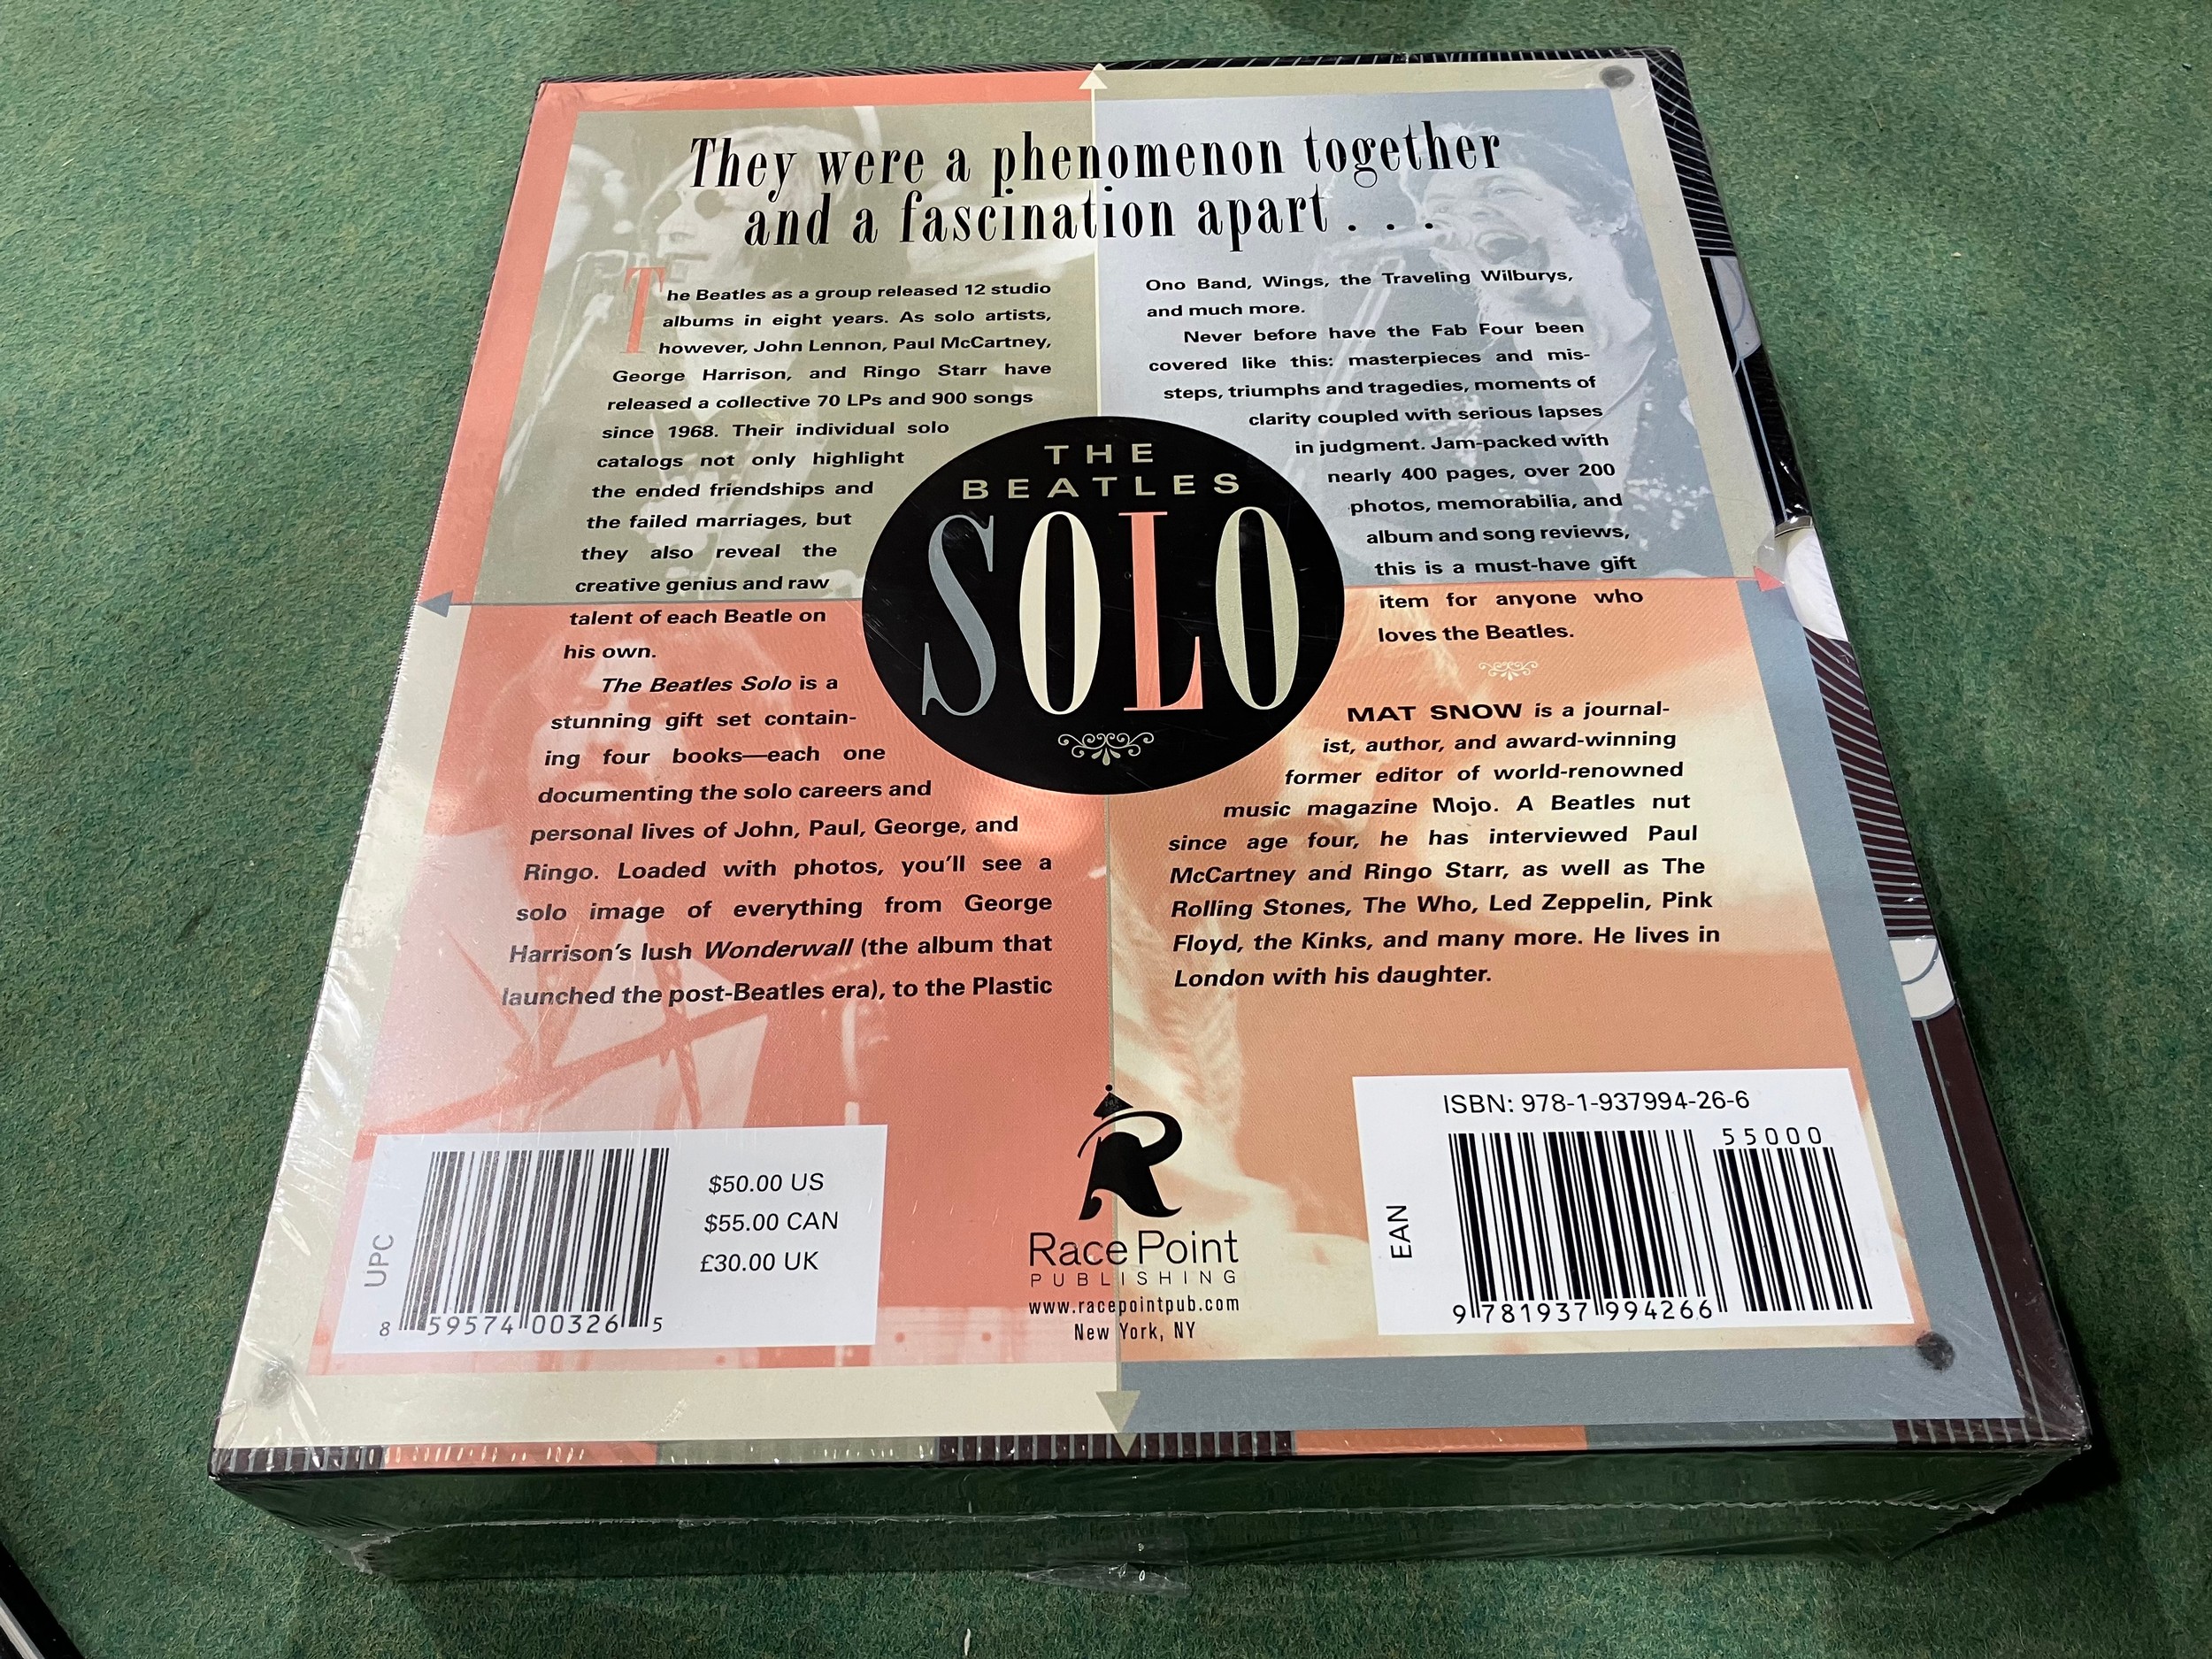 They were a phenomenon together
and a fascination apart . . .
The Beatles as a group released 12 studio
albums in eight years. As solo artists,
however, John Lennon, Paul McCartney,
George Harrison, and Ringo Starr have
released a collective 70 LPs and 900 songs
since 1968. Their individual solo
catalogs not only highlight
the ended friendships and
the failed marriages, but
they also reveal the
creative genius and raw
talent of each Beatle on
his own.
The Beatles Solo is a
stunning gift set contain-
ing four books—each one
documenting the solo careers and
personal lives of John, Paul, George, and
Ringo. Loaded with photos, you'll see a
solo image of everything from George
Harrison's lush Wonderwall (the album that
launched the post-Beatles era), to the Plastic
Ono Band, Wings, the Traveling Wilburys,
and much more.
Never before have the Fab Four been
covered like this: masterpieces and mis-
steps, triumphs and tragedies, moments of
clarity coupled with serious lapses
in judgment. Jam-packed with
nearly 400 pages, over 200
photos, memorabilia, and
album and song reviews,
this is a must-have gift
item for anyone who
loves the Beatles.
MAT SNOW is a journal-
ist, author, and award-winning
former editor of world-renowned
music magazine Mojo. A Beatles nut
since age four, he has interviewed Paul
McCartney and Ringo Starr, as well as The
Rolling Stones, The Who, Led Zeppelin, Pink
Floyd, the Kinks, and many more. He lives in
London with his daughter.
THE
BEATLES
SOLO
UPC
8 59574 00326 5
$50.00 US
$55.00 CAN
£30.00 UK
R
Race Point
PUBLISHING
www.racepointpub.com
New York, NY
ISBN: 978-1-937994-26-6
55000
EAN
9 781937 994266